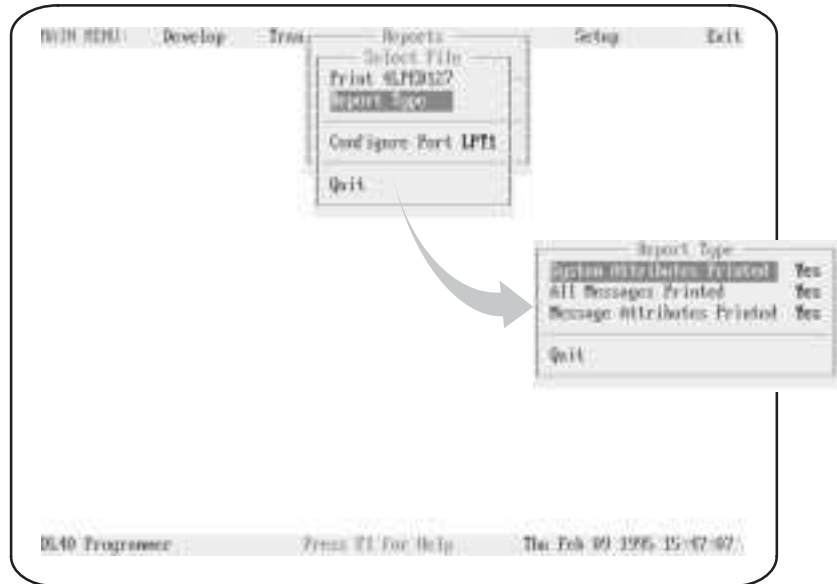 MAIN MENU: Develop Tran Reports Setup Exit
Select File
Print
Report Type
Configure Port LPT1
Quit
Report Type
System Attributes Printed Yes
All Messages Printed Yes
Message Attributes Printed Yes
Quit
DL40 Programmer Press F1 For Help Thu Feb 09 1995 15:47:07